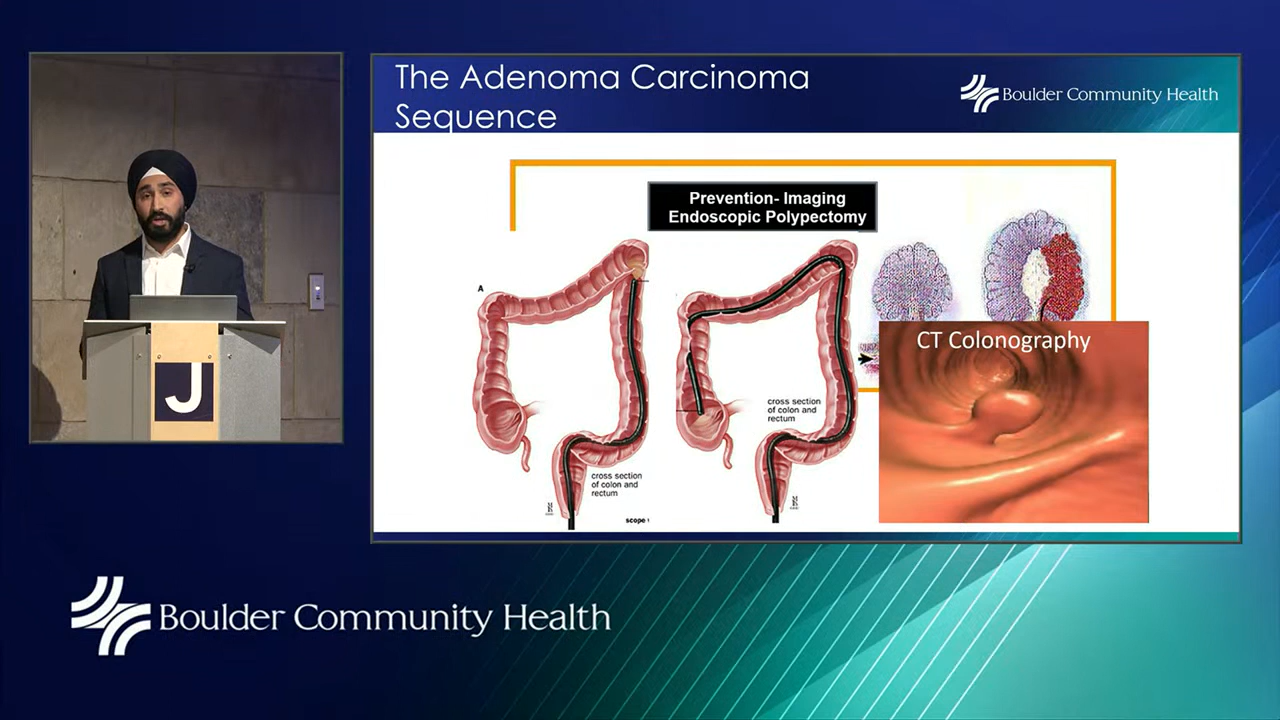 The Adenoma Carcinoma
Sequence
Boulder Community Health
Prevention- Imaging
Endoscopic Polypectomy
A
CT Colonography
cross section
of colon and
rectum
cross section
of colon and
rectum
scope
J
Boulder Community Health